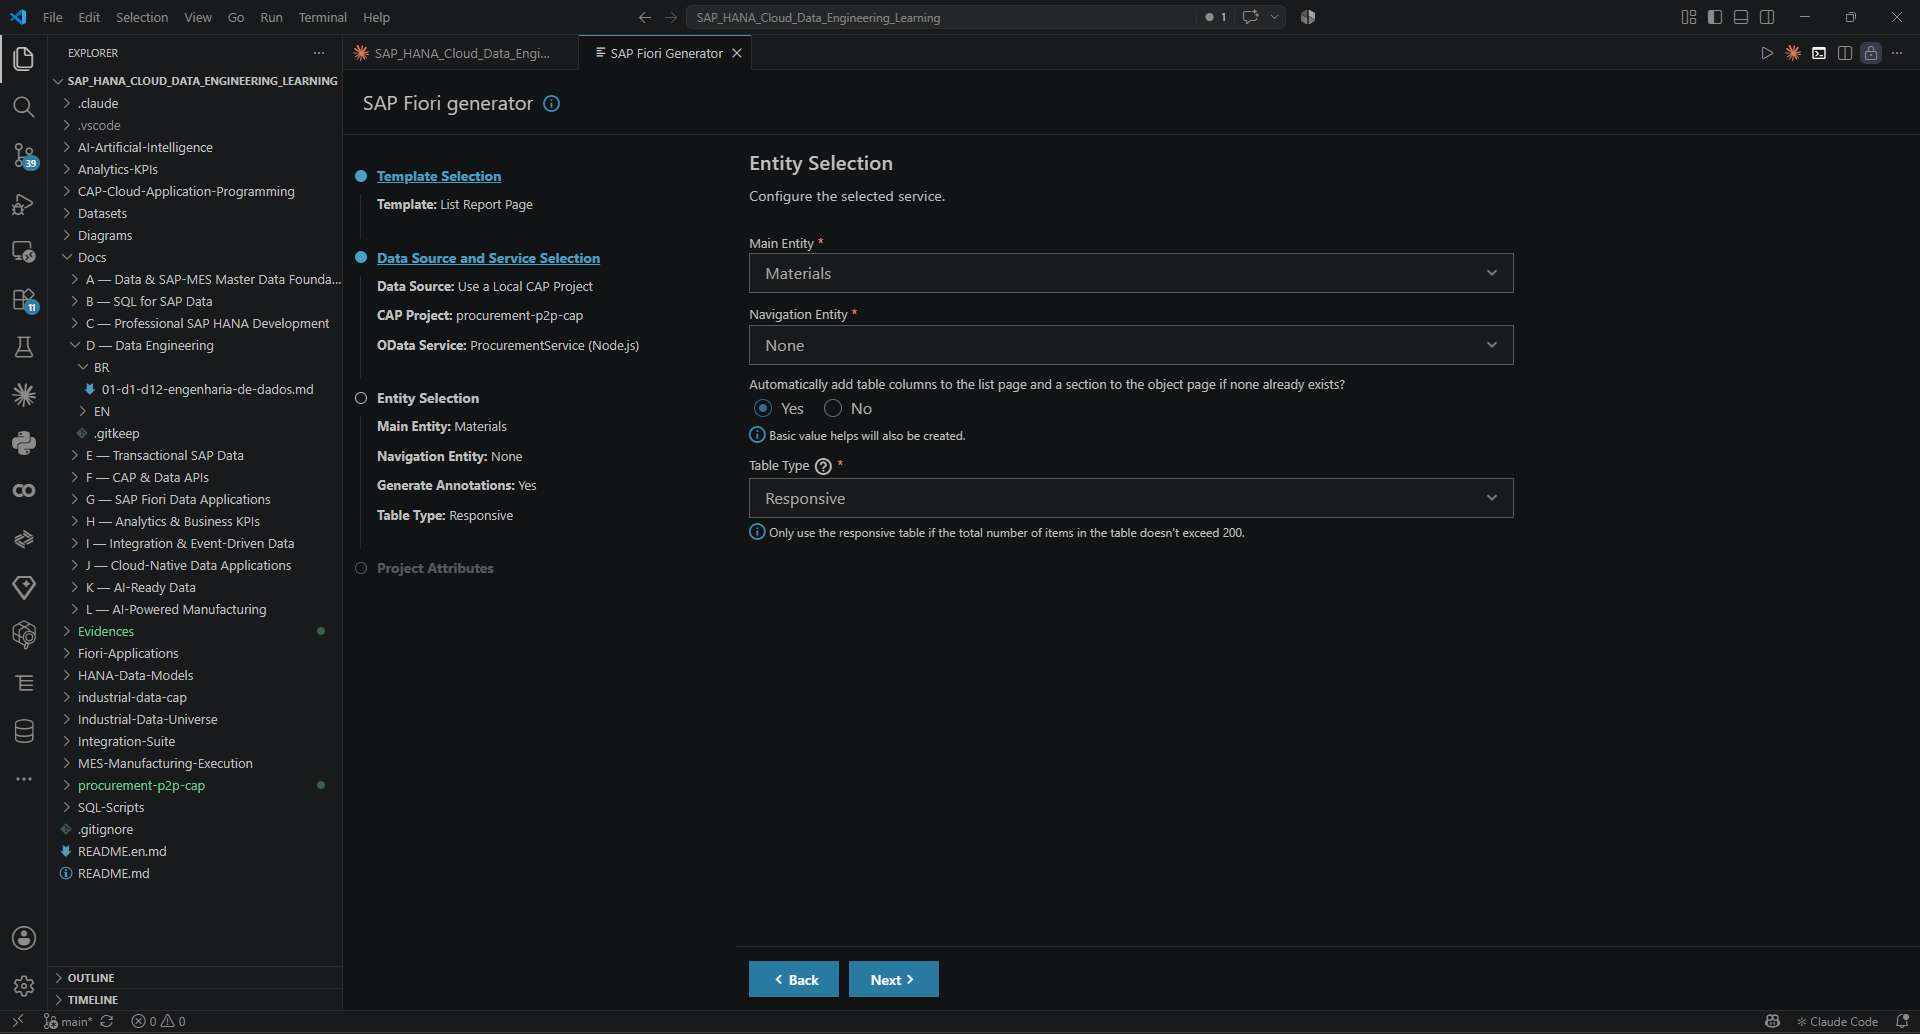 File Edit Selection View Go Run Terminal Help
SAP_HANA_Cloud_Data_Engineering_Learning
1
EXPLORER
SAP_HANA_CLOUD_DATA_ENGINEERING_LEARNING
.claude
.vscode
AI-Artificial-Intelligence
Analytics-KPIs
CAP-Cloud-Application-Programming
Datasets
Diagrams
Docs
A — Data & SAP-MES Master Data Founda...
B — SQL for SAP Data
C — Professional SAP HANA Development
D — Data Engineering
BR
01-d1-d12-engenharia-de-dados.md
EN
.gitkeep
E — Transactional SAP Data
F — CAP & Data APIs
G — SAP Fiori Data Applications
H — Analytics & Business KPIs
I — Integration & Event-Driven Data
J — Cloud-Native Data Applications
K — AI-Ready Data
L — AI-Powered Manufacturing
Evidences
Fiori-Applications
HANA-Data-Models
industrial-data-cap
Industrial-Data-Universe
Integration-Suite
MES-Manufacturing-Execution
procurement-p2p-cap
SQL-Scripts
.gitignore
README.en.md
README.md
OUTLINE
TIMELINE
39
11
SAP_HANA_Cloud_Data_Engi...
SAP Fiori Generator
SAP Fiori generator
Template Selection
Template: List Report Page
Data Source and Service Selection
Data Source: Use a Local CAP Project
CAP Project: procurement-p2p-cap
OData Service: ProcurementService (Node.js)
Entity Selection
Main Entity: Materials
Navigation Entity: None
Generate Annotations: Yes
Table Type: Responsive
Project Attributes
Entity Selection
Configure the selected service.
Main Entity *
Materials
Navigation Entity *
None
Automatically add table columns to the list page and a section to the object page if none already exists?
Yes No
Basic value helps will also be created.
Table Type ? *
Responsive
Only use the responsive table if the total number of items in the table doesn't exceed 200.
Back Next
main* 0 0
Claude Code